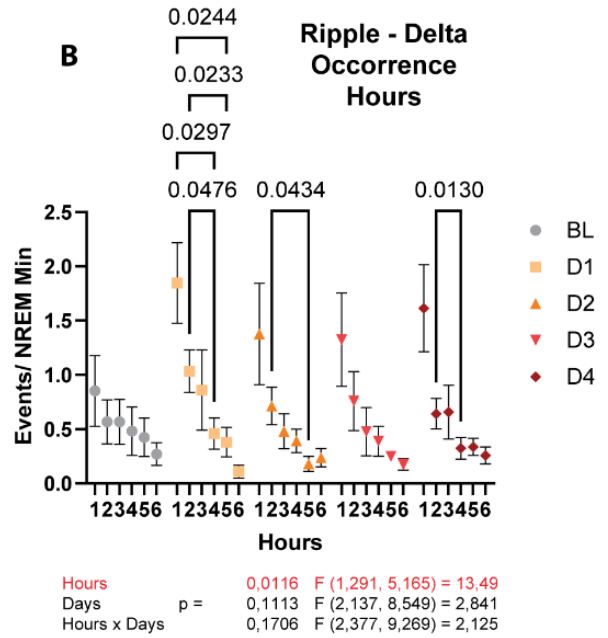 B
Ripple - Delta
Occorrence
Hours
0.0244
0.0233
0.0297
0.0476
0.0434
0.0130
Events/ NREM Min
2.5
2.0
1.5
1.0
0.5
0.0
123456 123456 123456 123456 123456
Hours
BL
D1
D2
D3
D4
Hours 0,0116 F (1,291, 5,165) = 13,49
Days p = 0,1113 F (2,137, 8,549) = 2,841
Hours x Days 0,1706 F (2,377, 9,269) = 2,125